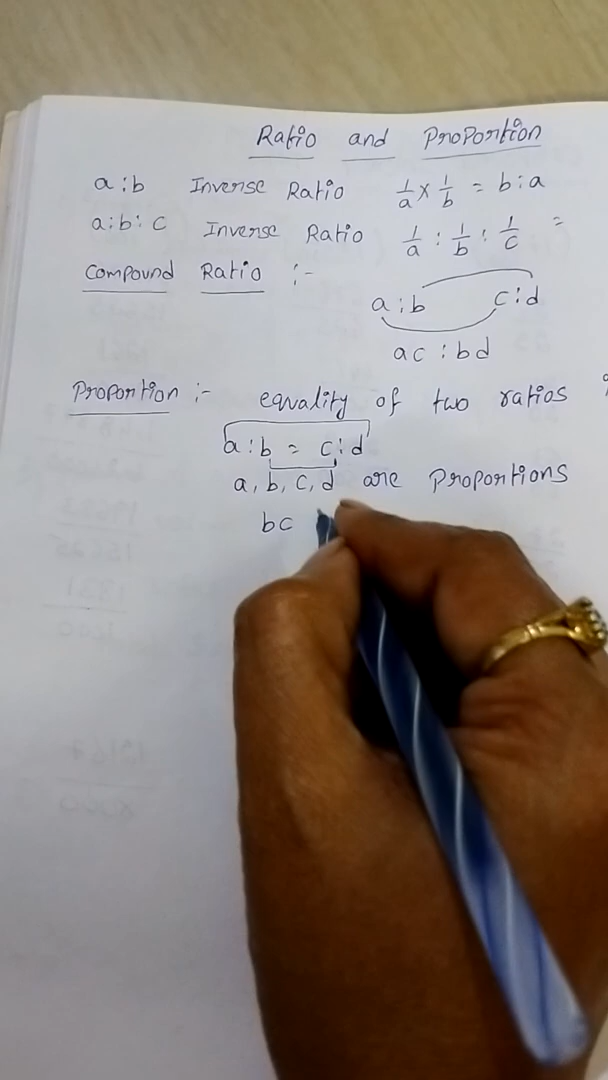 Ratio and Proportion
a:b Inverse Ratio 1/a × 1/b = b:a
a:b:c Inverse Ratio 1/a : 1/b : 1/c =
Compound Ratio :-
a:b c:d
ac : bd
Proportion :- equality of two ratios
a:b = c:d
a, b, c, d are Proportions
bc